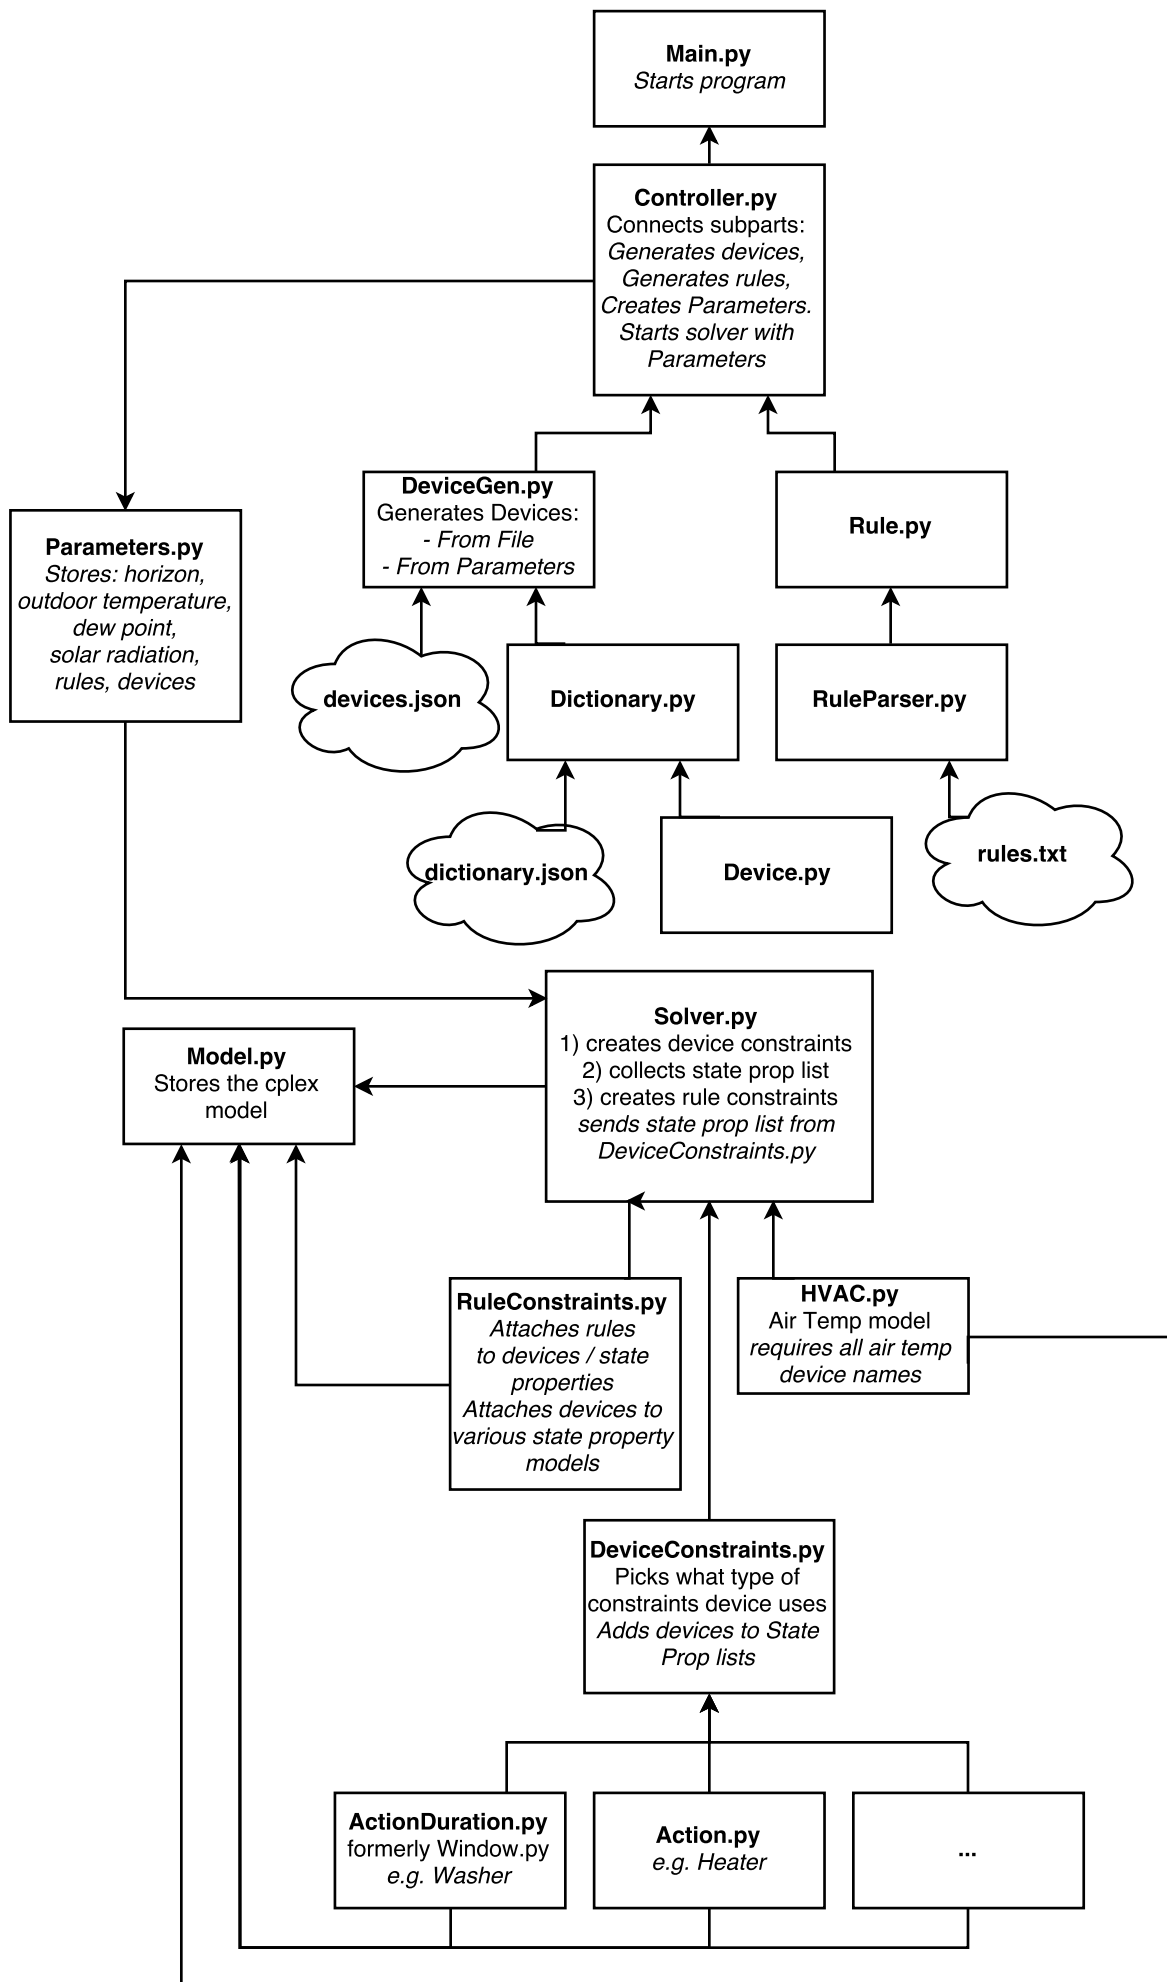 Main.py
Starts program
Controller.py
Connects subparts:
Generates devices,
Generates rules,
Creates Parameters.
Starts solver with
Parameters
DeviceGen.py
Generates Devices:
- From File
- From Parameters
Rule.py
Parameters.py
Stores: horizon,
outdoor temperature,
dew point,
solar radiation,
rules, devices
devices.json
Dictionary.py
RuleParser.py
dictionary.json
Device.py
rules.txt
Solver.py
1) creates device constraints
2) collects state prop list
3) creates rule constraints
sends state prop list from
DeviceConstraints.py
Model.py
Stores the cplex
model
RuleConstraints.py
Attaches rules
to devices / state
properties
Attaches devices to
various state property
models
HVAC.py
Air Temp model
requires all air temp
device names
DeviceConstraints.py
Picks what type of
constraints device uses
Adds devices to State
Prop lists
ActionDuration.py
formerly Window.py
e.g. Washer
Action.py
e.g. Heater
...